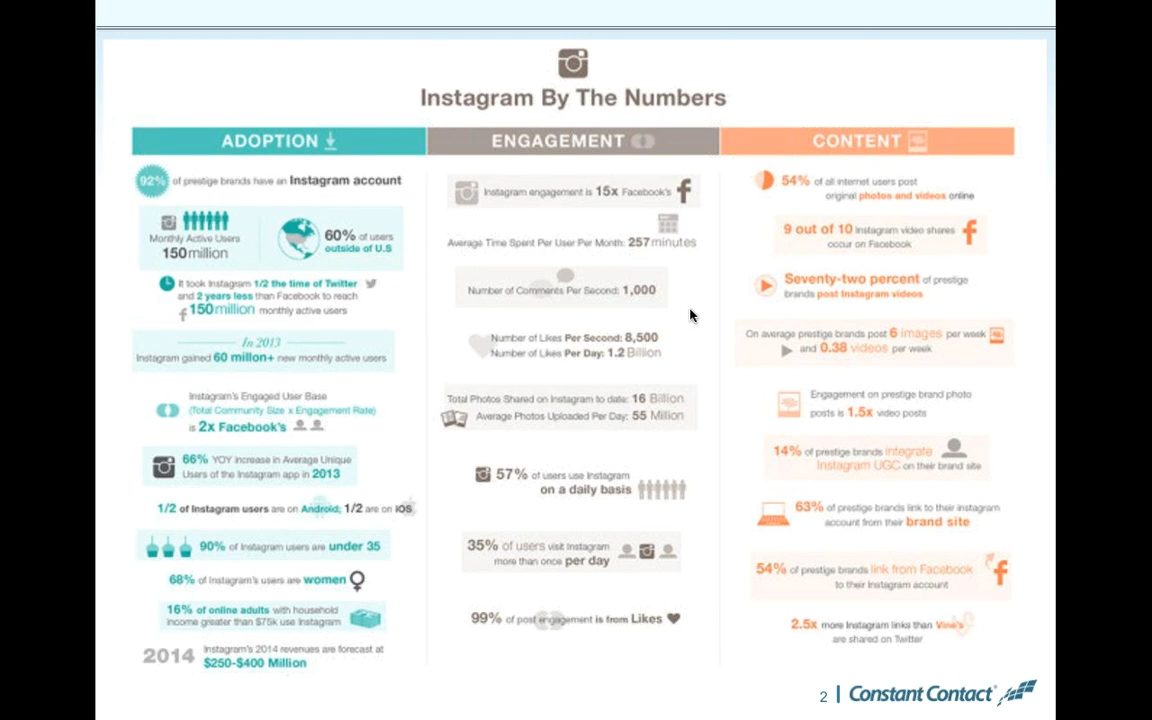 Instagram By The Numbers
ADOPTION
92% of prestige brands have an Instagram account
Monthly Active Users
150 million
60% of users
outside of U.S
It took Instagram 1/2 the time of Twitter
and 2 years less than Facebook to reach
150 million monthly active users
In 2013
Instagram gained 60 millon+ new monthly active users
Instagram's Engaged User Base
(Total Community Size x Engagement Rate)
is 2x Facebook's
66% YOY increase in Average Unique
Users of the Instagram app in 2013
1/2 of Instagram users are on Android; 1/2 are on iOS
90% of Instagram users are under 35
68% of Instagram's users are women
16% of online adults with household
income greater than $75k use Instagram
2014 Instagram's 2014 revenues are forecast at
$250-$400 Million
ENGAGEMENT
Instagram engagement is 15x Facebook's
Average Time Spent Per User Per Month: 257 minutes
Number of Comments Per Second: 1,000
Number of Likes Per Second: 8,500
Number of Likes Per Day: 1.2 Billion
Total Photos Shared on Instagram to date: 16 Billion
Average Photos Uploaded Per Day: 55 Million
57% of users use Instagram
on a daily basis
35% of users visit Instagram
more than once per day
99% of post engagement is from Likes
CONTENT
54% of all internet users post
original photos and videos online
9 out of 10 Instagram video shares
occur on Facebook
Seventy-two percent of prestige
brands post Instagram videos
On average prestige brands post 6 images per week
and 0.38 videos per week
Engagement on prestige brand photo
posts is 1.5x video posts
14% of prestige brands integrate
Instagram UGC on their brand site
63% of prestige brands link to their instagram
account from their brand site
54% of prestige brands link from Facebook
to their Instagram account
2.5x more Instagram links than Vine's
are shared on Twitter
2 | Constant Contact